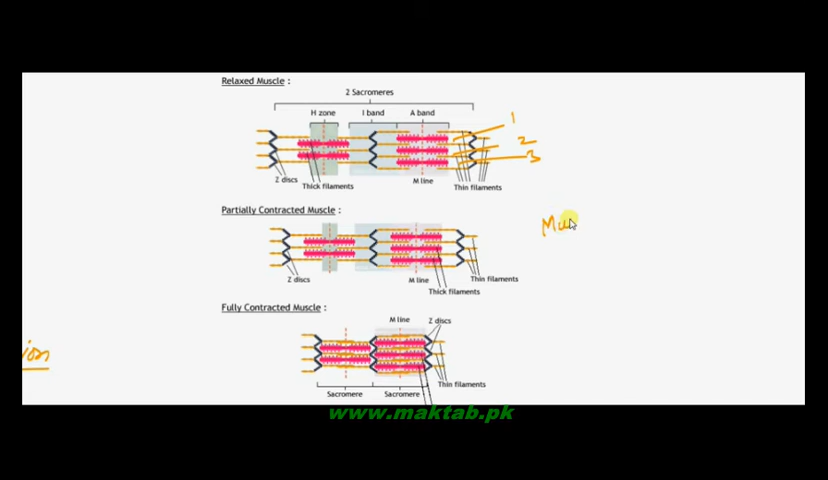 Relaxed Muscle :
2 Sacromeres
H zone I band A band
1
2
3
Z discs Thick filaments M line Thin filaments
Partially Contracted Muscle :
Z discs M line Thin filaments
Thick filaments
Fully Contracted Muscle :
M line Z discs
ion
Thin filaments
Sacromere Sacromere
www.maktab.pk